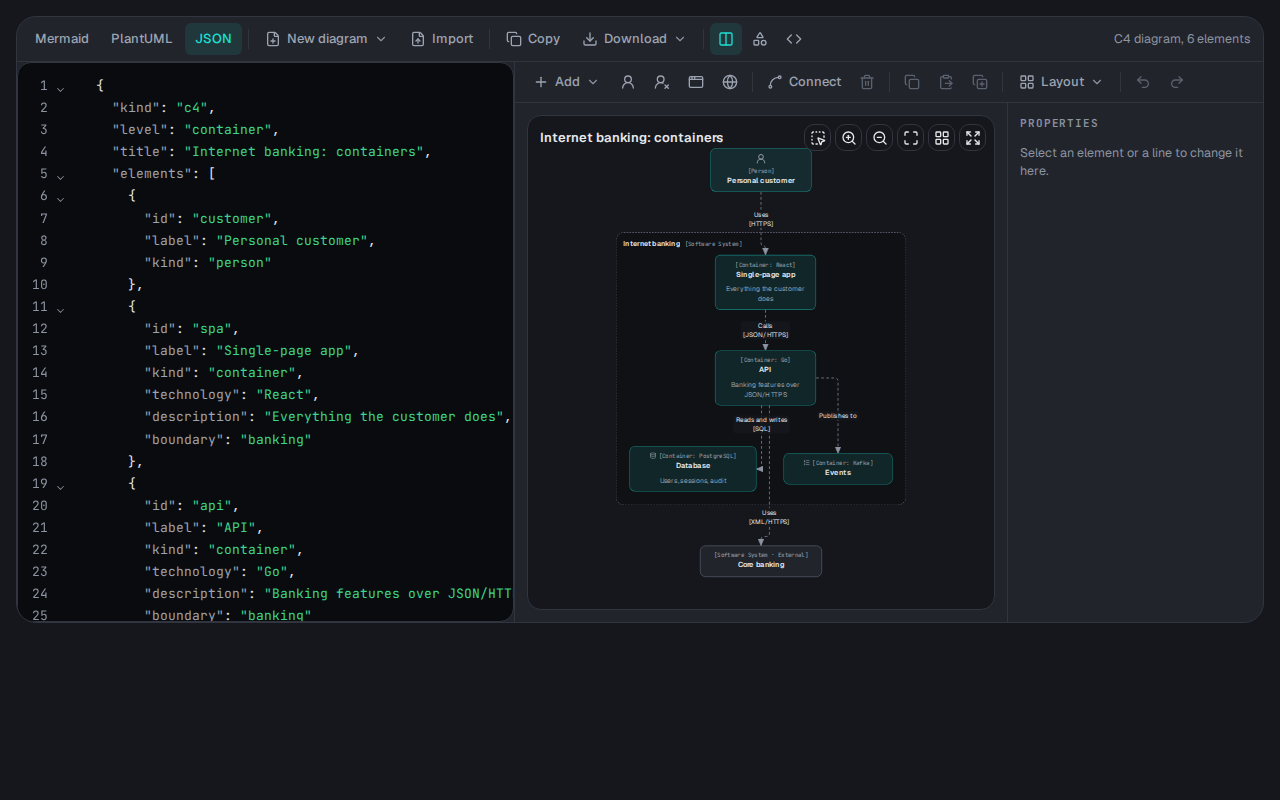 Mermaid PlantUML JSON New diagram Import Copy Download C4 diagram, 6 elements
1 {
2 "kind": "c4",
3 "level": "container",
4 "title": "Internet banking: containers",
5 "elements": [
6 {
7 "id": "customer",
8 "label": "Personal customer",
9 "kind": "person"
10 },
11 {
12 "id": "spa",
13 "label": "Single-page app",
14 "kind": "container",
15 "technology": "React",
16 "description": "Everything the customer does",
17 "boundary": "banking"
18 },
19 {
20 "id": "api",
21 "label": "API",
22 "kind": "container",
23 "technology": "Go",
24 "description": "Banking features over JSON/HTT
25 "boundary": "banking"
Add Connect Layout
Internet banking: containers
[Person]
Personal customer
Uses
[HTTPS]
Internet banking [Software System]
[Container: React]
Single-page app
Everything the customer
does
Calls
[JSON/HTTPS]
[Container: Go]
API
Banking features over
JSON/HTTPS
Reads and writes
[SQL]
Publishes to
[Container: PostgreSQL]
Database
Users, sessions, audit
[Container: Kafka]
Events
Uses
[XML/HTTPS]
[Software System · External]
Core banking
PROPERTIES
Select an element or a line to change it
here.